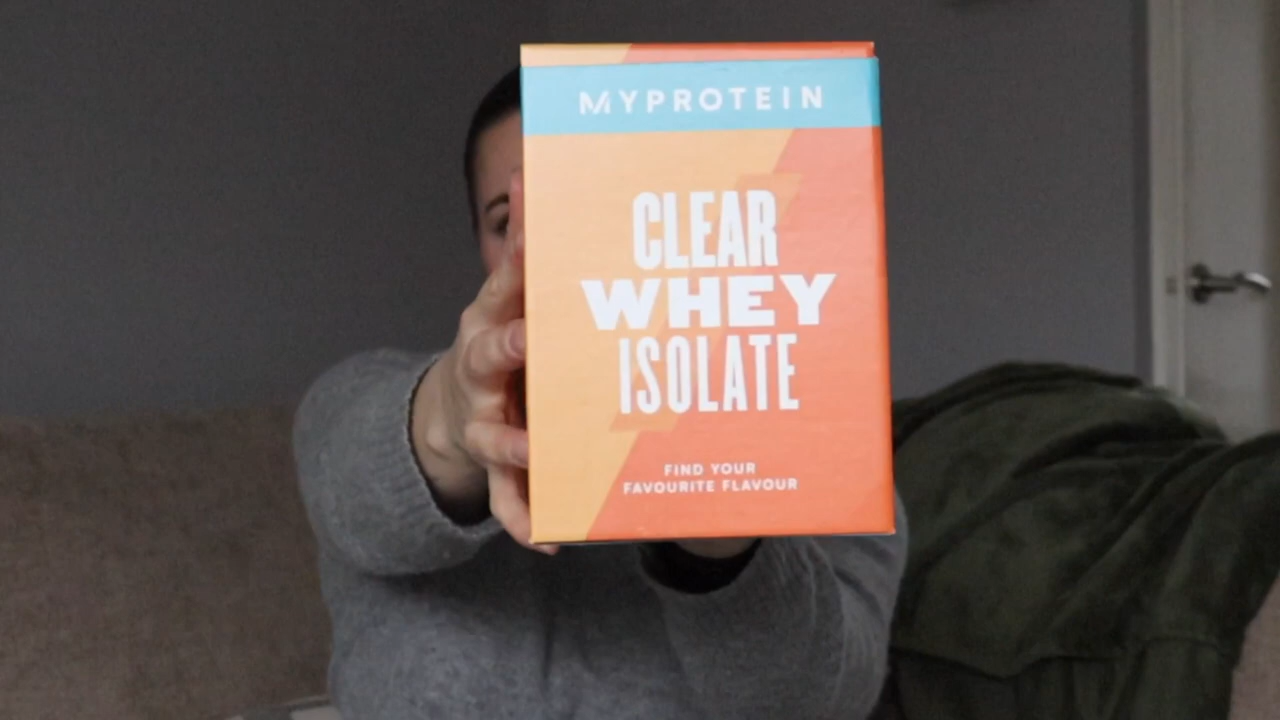 MYPROTEIN
CLEAR
WHEY
ISOLATE
FIND YOUR
FAVOURITE FLAVOUR